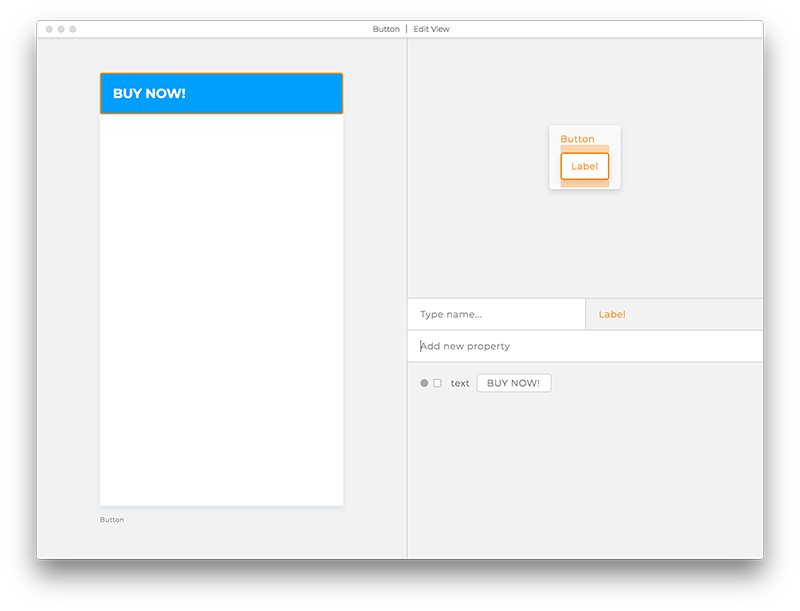 Button | Edit View
BUY NOW!
Button
Button
Label
Type name...
Label
Add new property
text
BUY NOW!